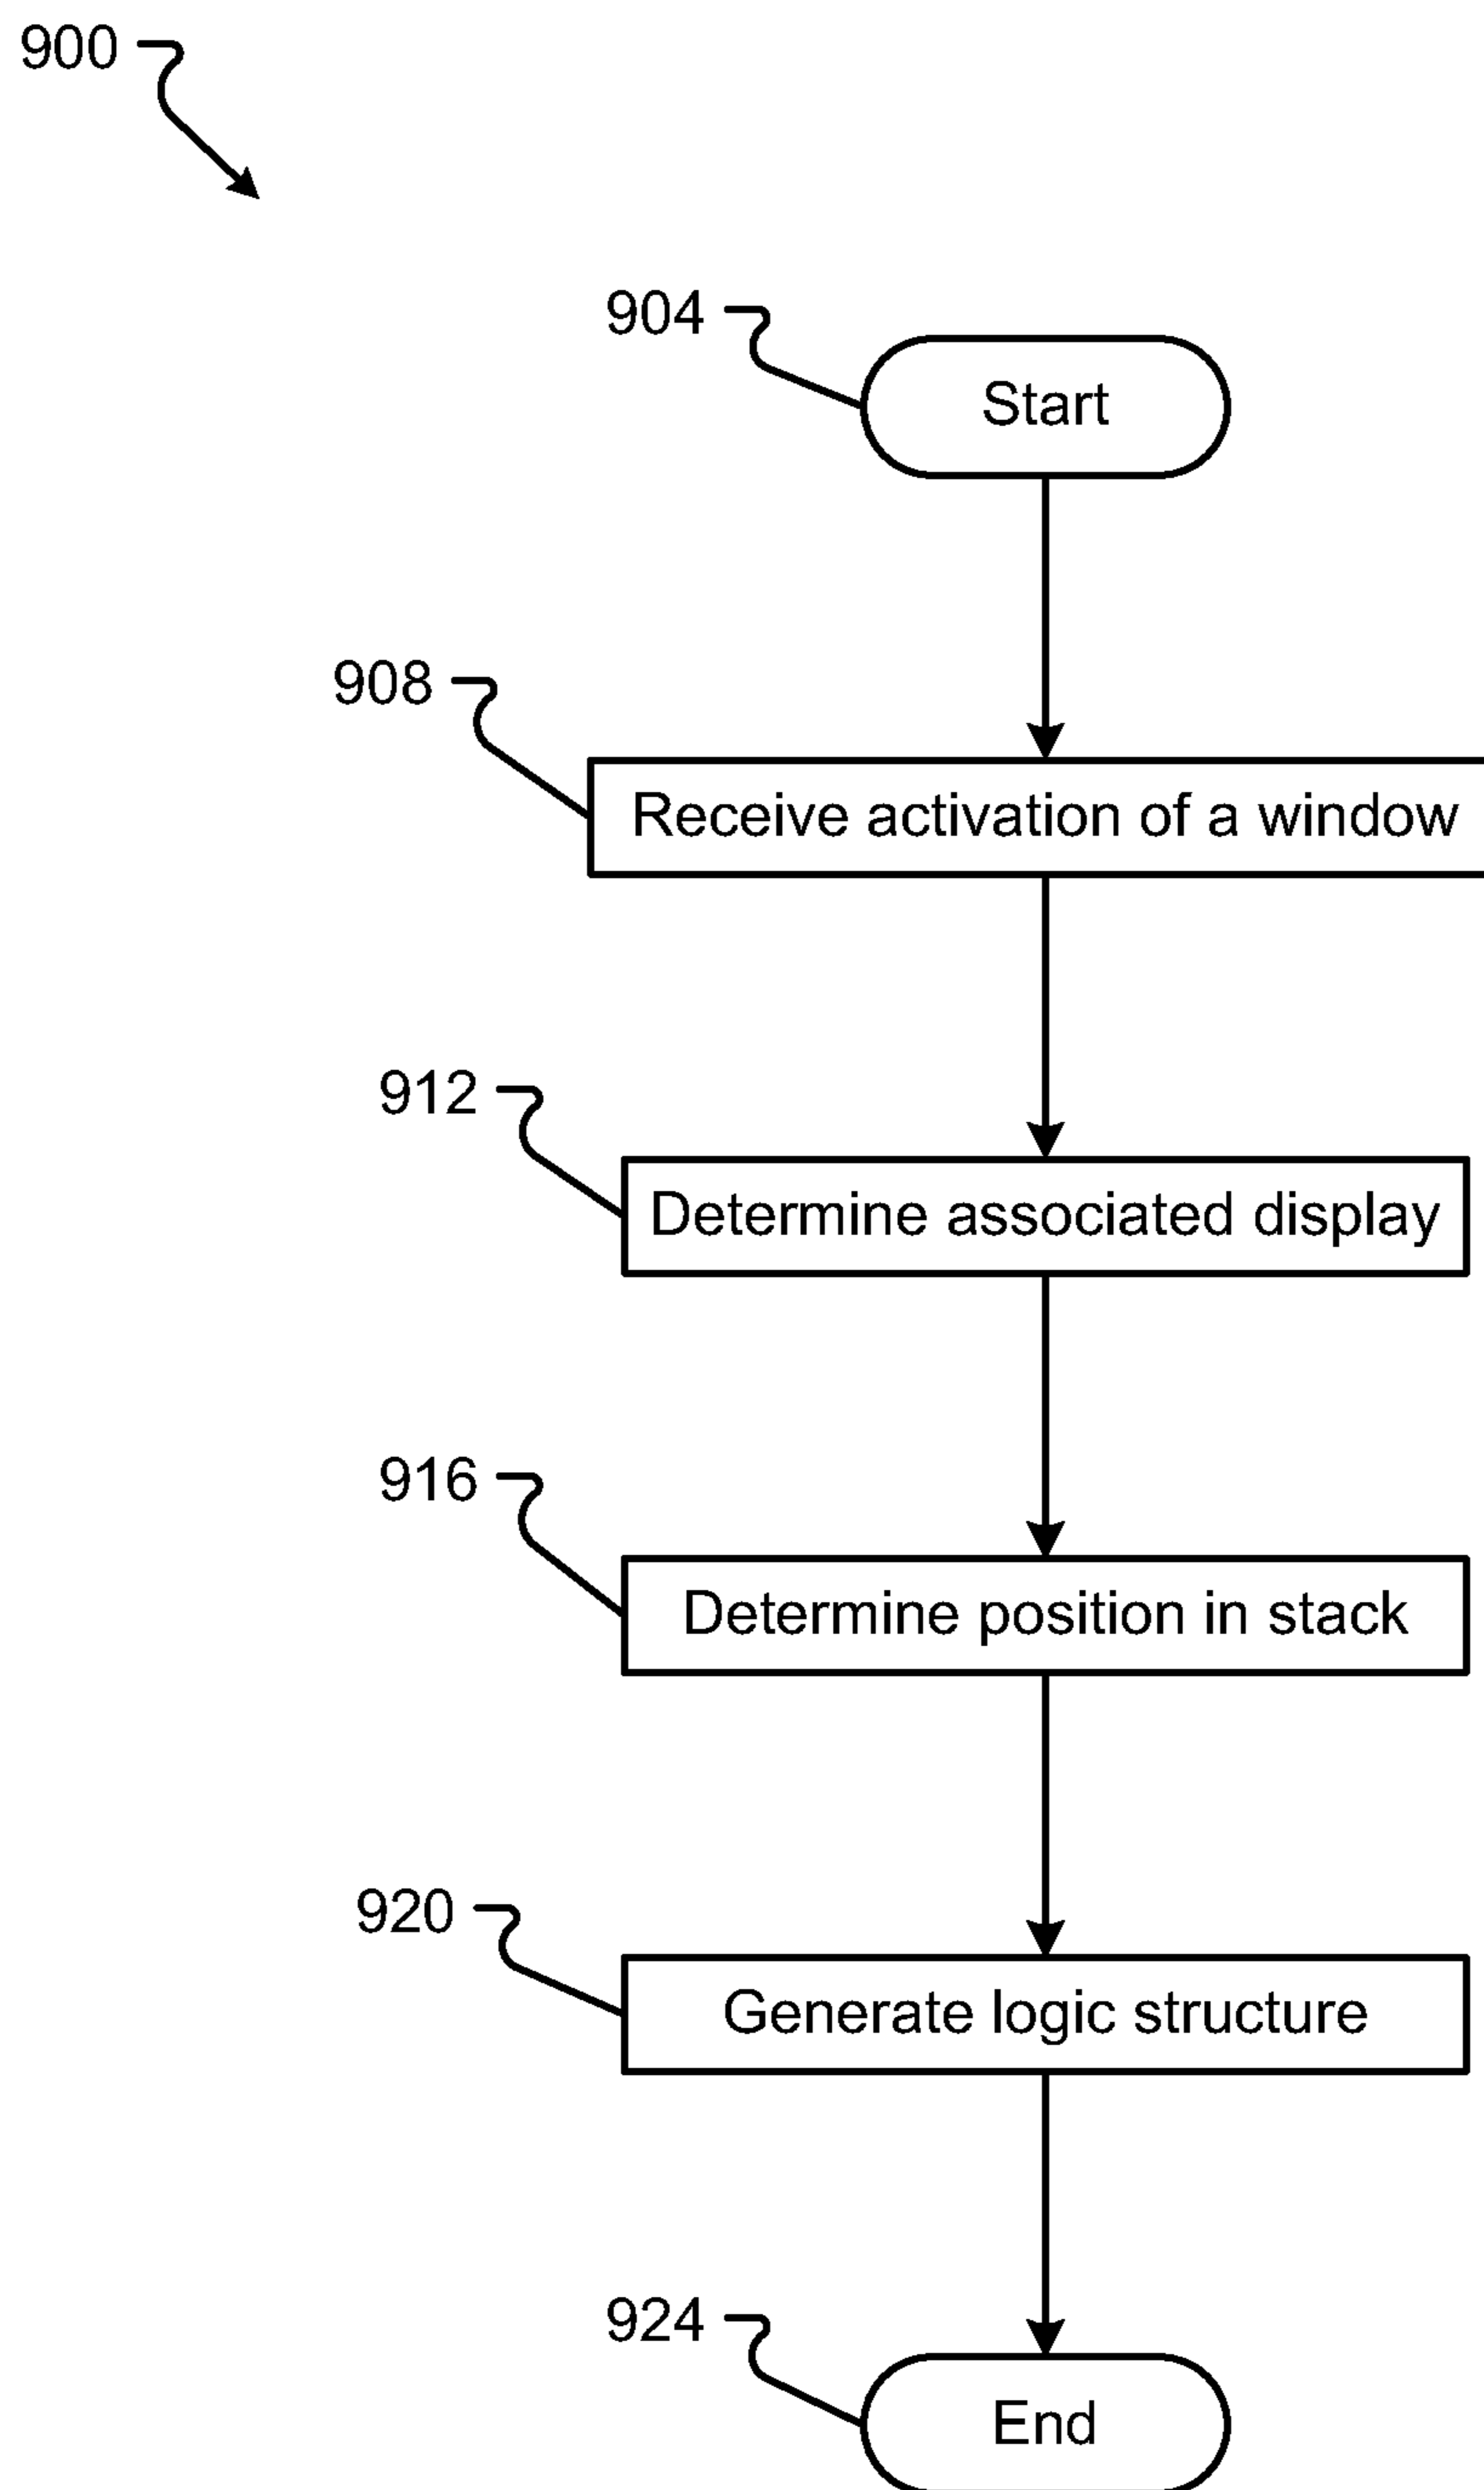 900
904
Start
908
Receive activation of a window
912
Determine associated display
916
Determine position in stack
920
Generate logic structure
924
End